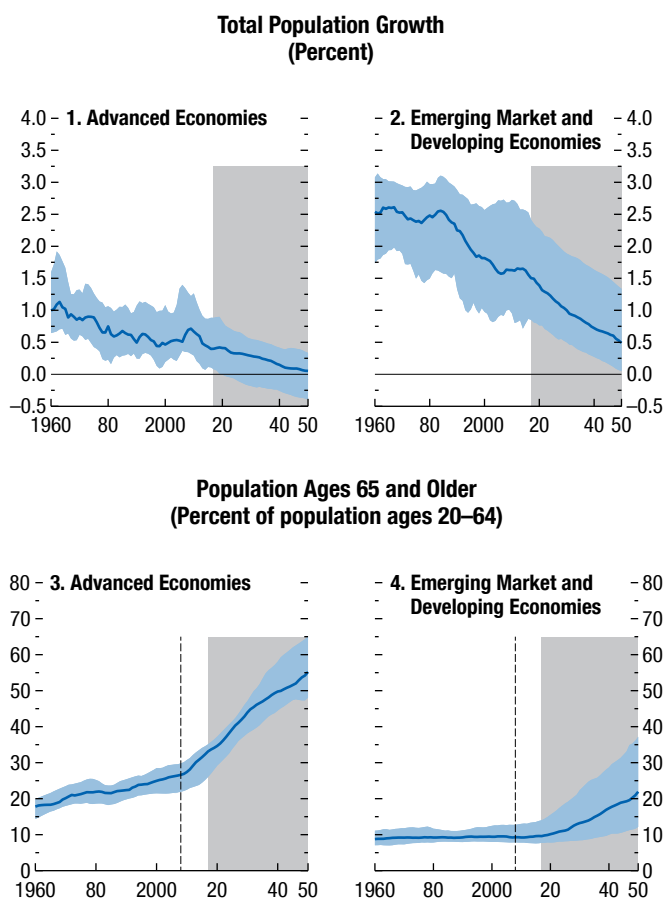 Total Population Growth
(Percent)
1. Advanced Economies
4.0
3.5
3.0
2.5
2.0
1.5
1.0
0.5
0.0
–0.5
1960 80 2000 20 40 50
2. Emerging Market and
Developing Economies
4.0
3.5
3.0
2.5
2.0
1.5
1.0
0.5
0.0
–0.5
1960 80 2000 20 40 50
Population Ages 65 and Older
(Percent of population ages 20–64)
3. Advanced Economies
80
70
60
50
40
30
20
10
0
1960 80 2000 20 40 50
4. Emerging Market and
Developing Economies
80
70
60
50
40
30
20
10
0
1960 80 2000 20 40 50